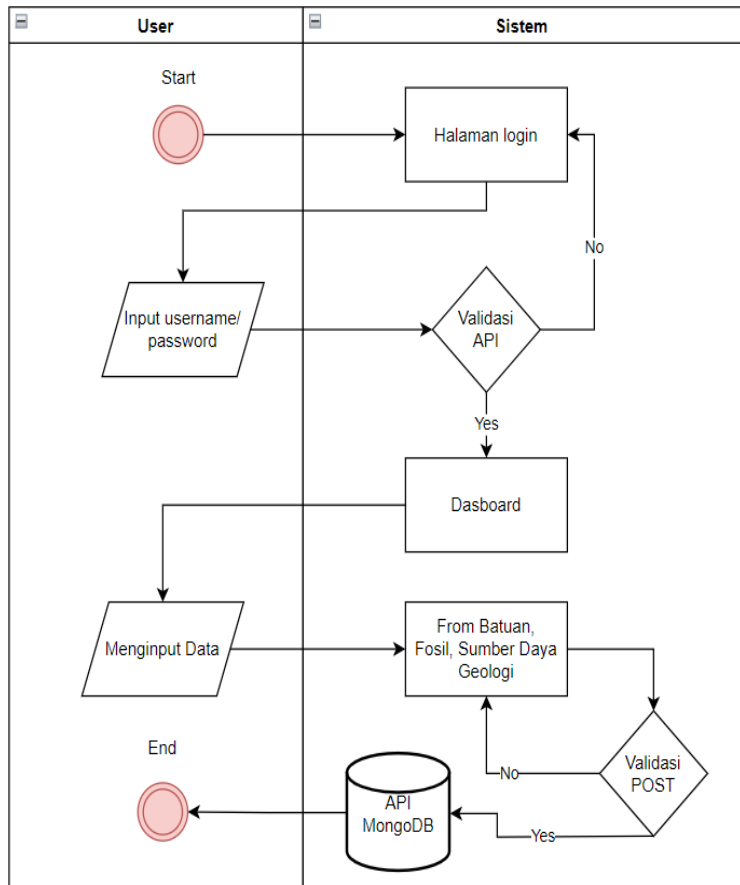 User
Sistem
Start
Halaman login
No
Input username/
password
Validasi
API
Yes
Dasboard
Menginput Data
From Batuan,
Fosil, Sumber Daya
Geologi
End
Validasi
POST
No
API
MongoDB
Yes